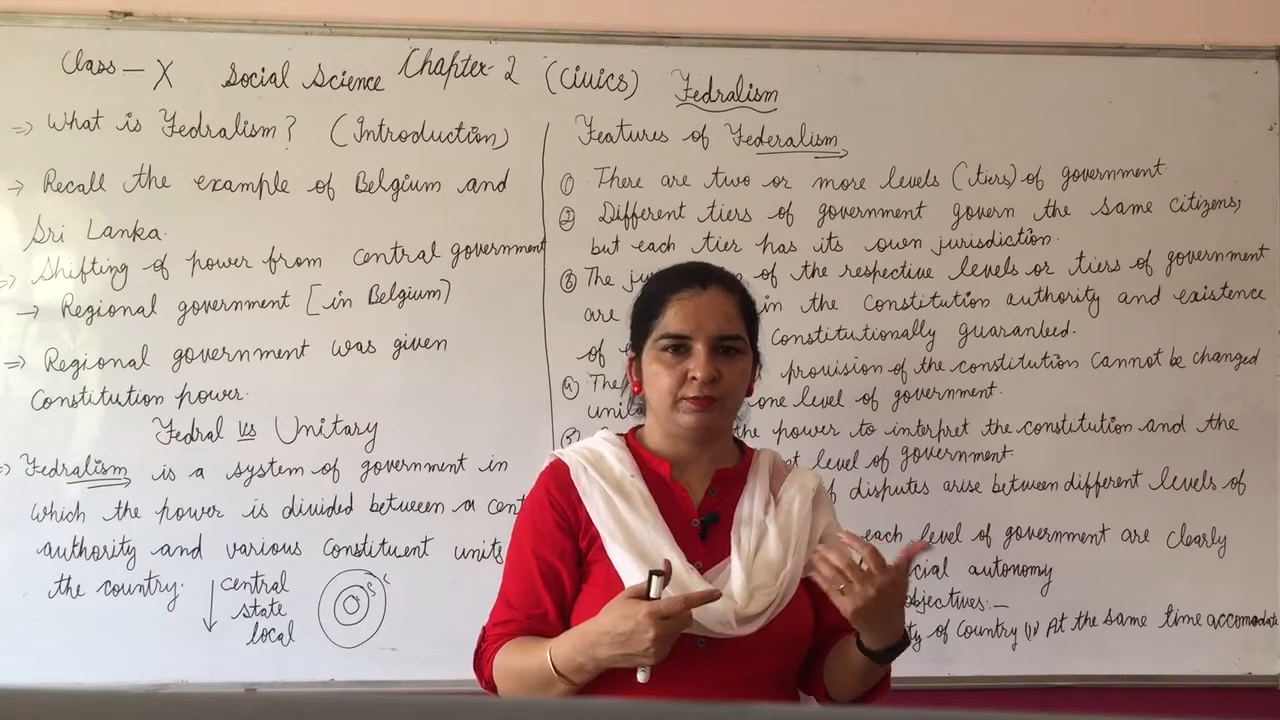 Class - X Social Science Chapter-2 (Civics) Fedralism
=> What is Fedralism? (Introduction)
→ Recall the example of Belgium and
Sri Lanka.
=> Shifting of power from central government
→ Regional government [in Belgium)
=> Regional government was given
Constitution power.
Fedral vs Unitary
=> Fedralism is a system of government in
which the power is divided between a cent
authority and various constituent units
the country.
central
state
local
L
S
Features of Federalism
① There are two or more levels (tiers) of government.
② Different tiers of government govern the same citizens,
but each tier has its own jurisdiction.
③ The of the respective levels or tiers of government
are in the Constitution authority and existence
of Constitutionally guaranteed.
④ The provision of the constitution cannot be changed
one level of government.
⑤ the power to interpret the constitution and the
level of government.
disputes arise between different levels of
each level of government are clearly
autonomy
objectives:-
of Country (ii) At the same time accomodate